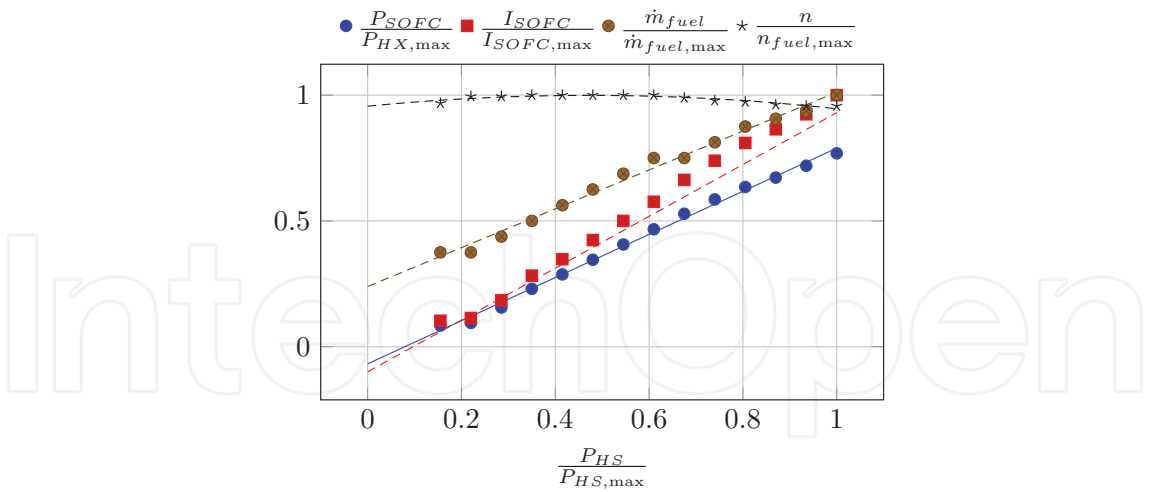 P_SOFC / P_HX,max I_SOFC / I_SOFC,max ṁ_fuel / ṁ_fuel,max n / n_fuel,max
1
0.5
0
0 0.2 0.4 0.6 0.8 1
P_HS / P_HS,max
IntechOpen